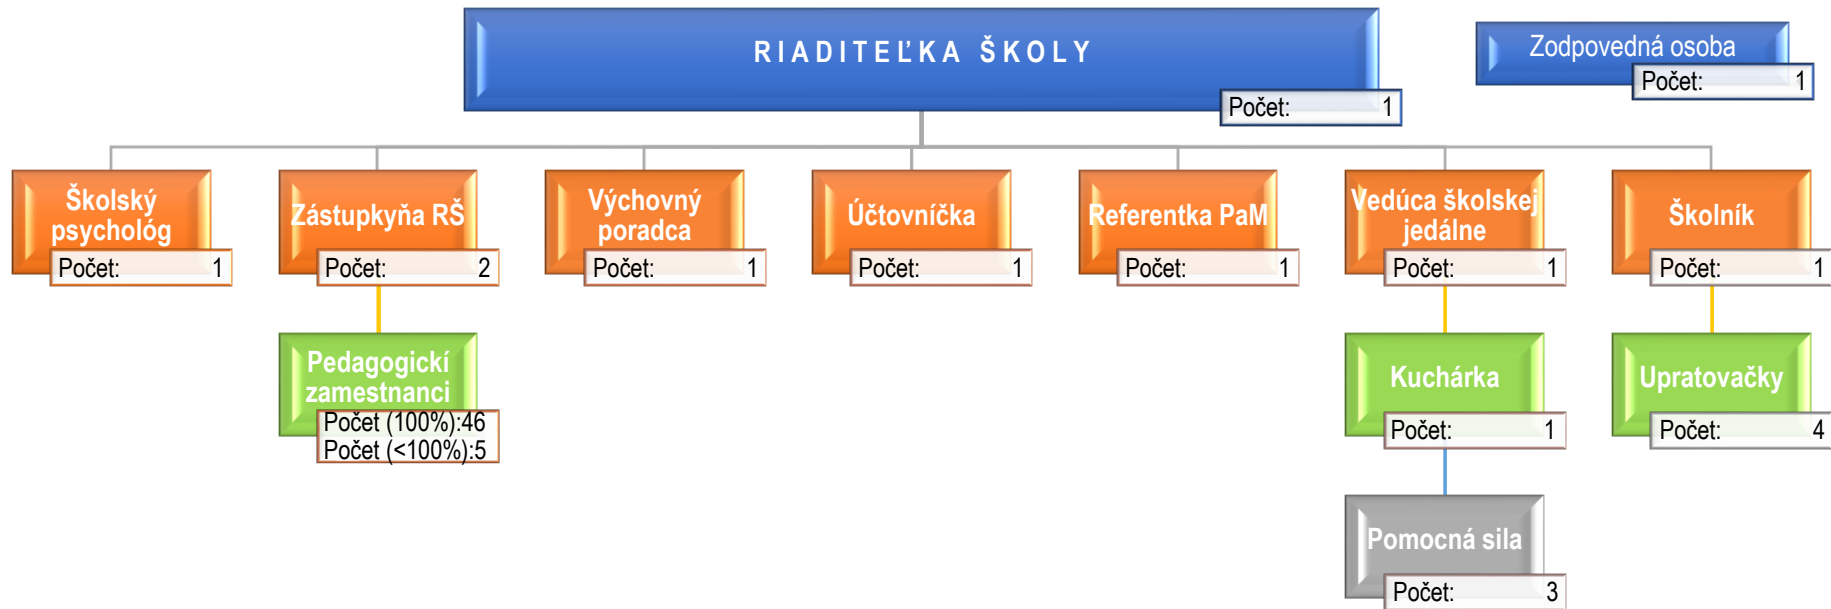 RIADITEĽKA ŠKOLY
Počet: 1
Zodpovedná osoba
Počet: 1
Školský
psychológ
Počet: 1
Zástupkyňa RŠ
Počet: 2
Výchovný
poradca
Počet: 1
Účtovníčka
Počet: 1
Referentka PaM
Počet: 1
Vedúca školskej
jedálne
Počet: 1
Školník
Počet: 1
Pedagogickí
zamestnanci
Počet (100%):46
Počet (<100%):5
Kuchárka
Počet: 1
Upratovačky
Počet: 4
Pomocná sila
Počet: 3